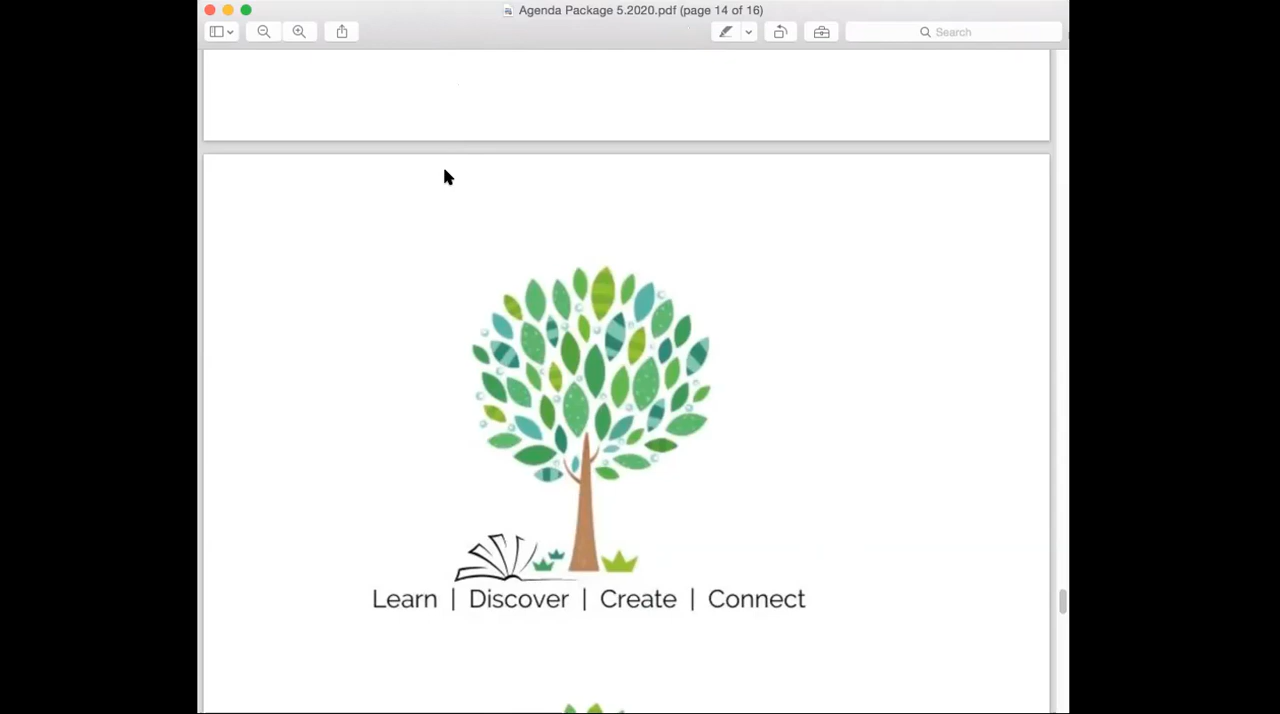 Agenda Package 5.2020.pdf (page 14 of 16)
Search
Learn | Discover | Create | Connect